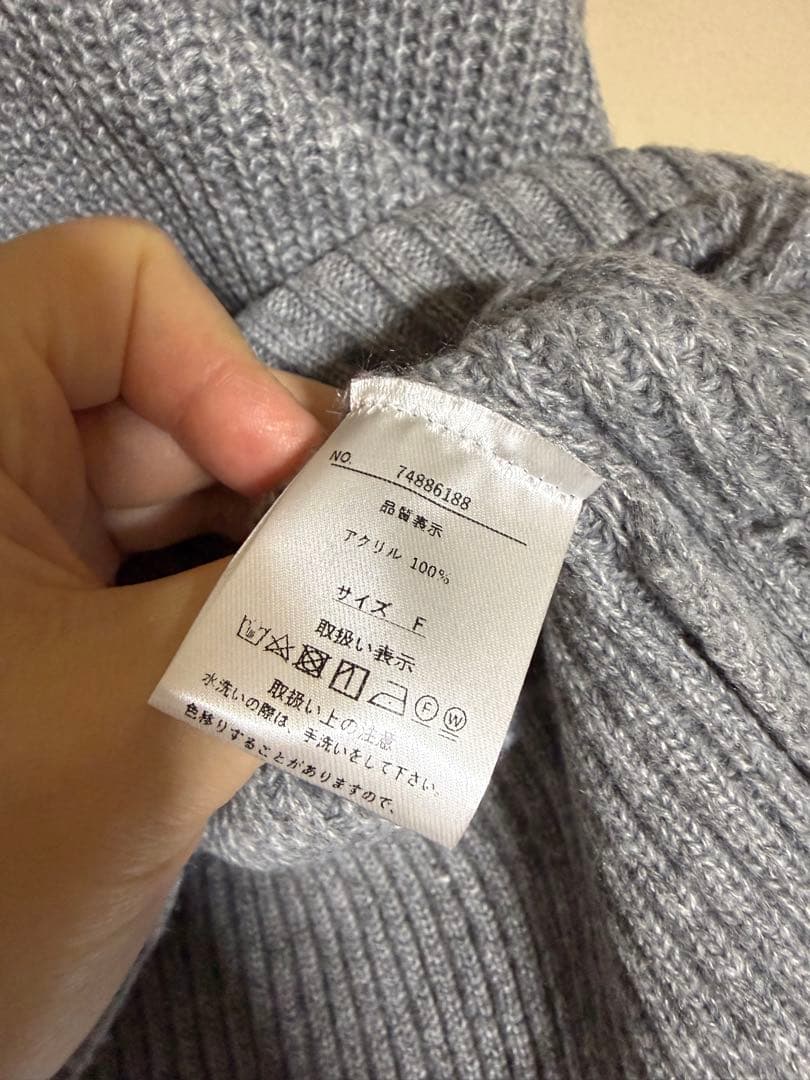 NO. 74886188
品質表示
アクリル 100%
サイズ F
取扱い表示
F W
取扱い上の注意
水洗いの際は、手洗いをして下さい。
色移りすることがありますので、